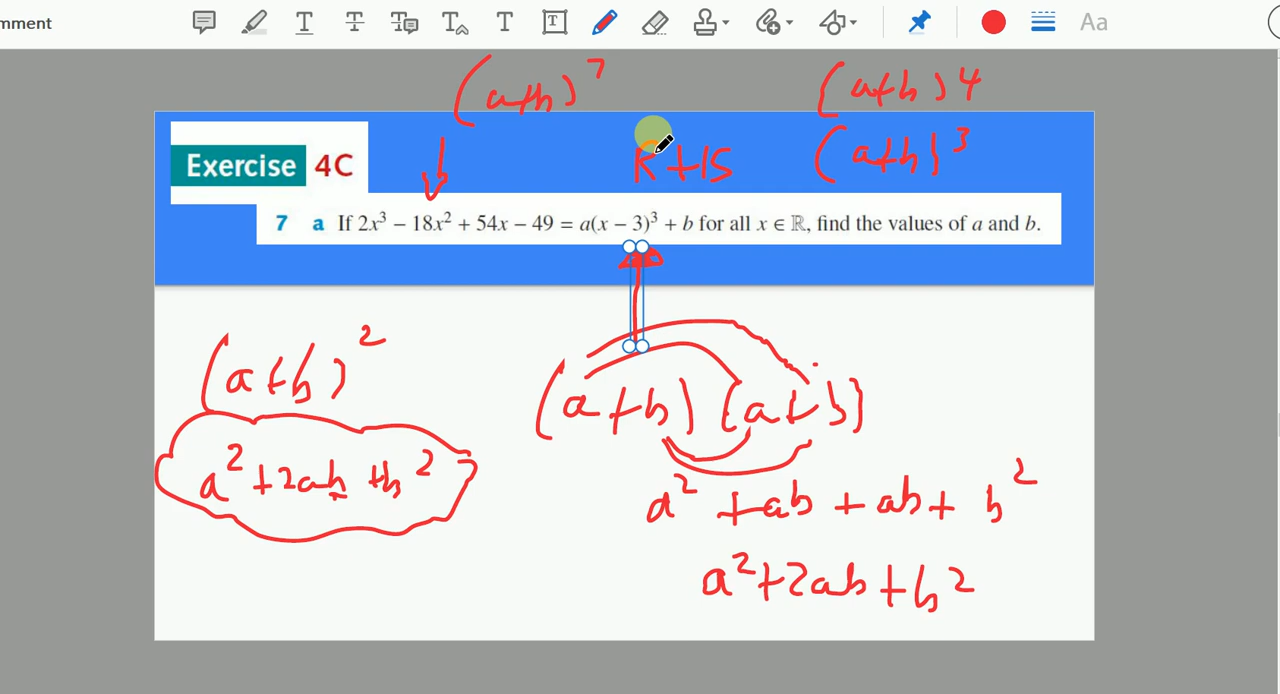 mment
T T T T T T Aa
(a+b)⁷
(a+b)⁴
R+15
(a+b)³
Exercise 4C
7 a If 2x³ − 18x² + 54x − 49 = a(x − 3)³ + b for all x ∈ ℝ, find the values of a and b.
(a+b)²
(a+b)(a+b)
a²+2ab+b²
a²+ab+ab+b²
a²+2ab+b²